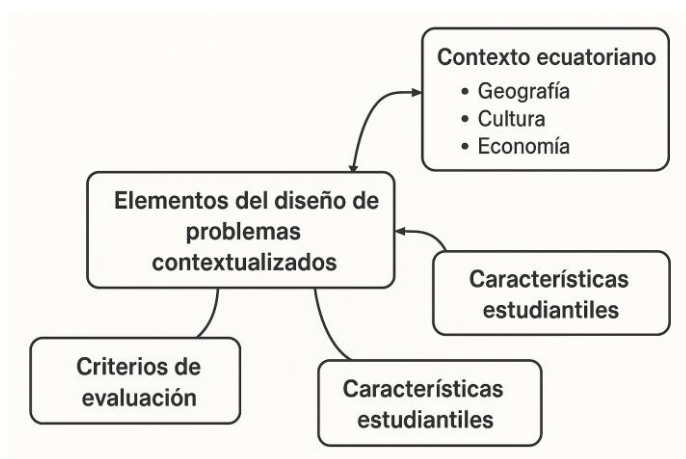 Contexto ecuatoriano
• Geografía
• Cultura
• Economía
Elementos del diseño de
problemas
contextualizados
Características
estudiantiles
Criterios de
evaluación
Características
estudiantiles